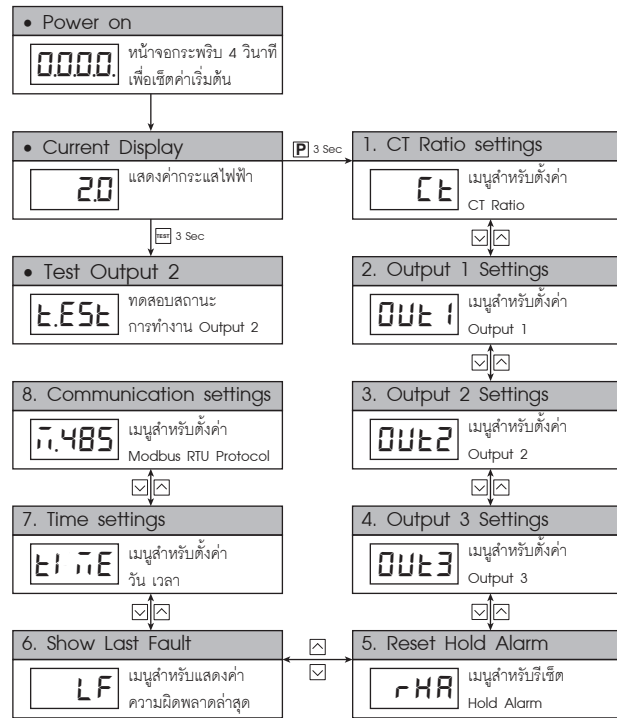 • Power on
0.0.0.0.
หน้าจอกระพริบ 4 วินาที
เพื่อเซ็ตค่าเริ่มต้น
• Current Display
2.0
แสดงค่ากระแสไฟฟ้า
P 3 Sec
TEST 3 Sec
• Test Output 2
t.ESt
ทดสอบสถานะ
การทำงาน Output 2
1. CT Ratio settings
Ct
เมนูสำหรับตั้งค่า
CT Ratio
2. Output 1 Settings
OUt1
เมนูสำหรับตั้งค่า
Output 1
3. Output 2 Settings
OUt2
เมนูสำหรับตั้งค่า
Output 2
4. Output 3 Settings
OUt3
เมนูสำหรับตั้งค่า
Output 3
5. Reset Hold Alarm
rHA
เมนูสำหรับรีเซ็ต
Hold Alarm
6. Show Last Fault
LF
เมนูสำหรับแสดงค่า
ความผิดพลาดล่าสุด
7. Time settings
tImE
เมนูสำหรับตั้งค่า
วัน เวลา
8. Communication settings
m.485
เมนูสำหรับตั้งค่า
Modbus RTU Protocol